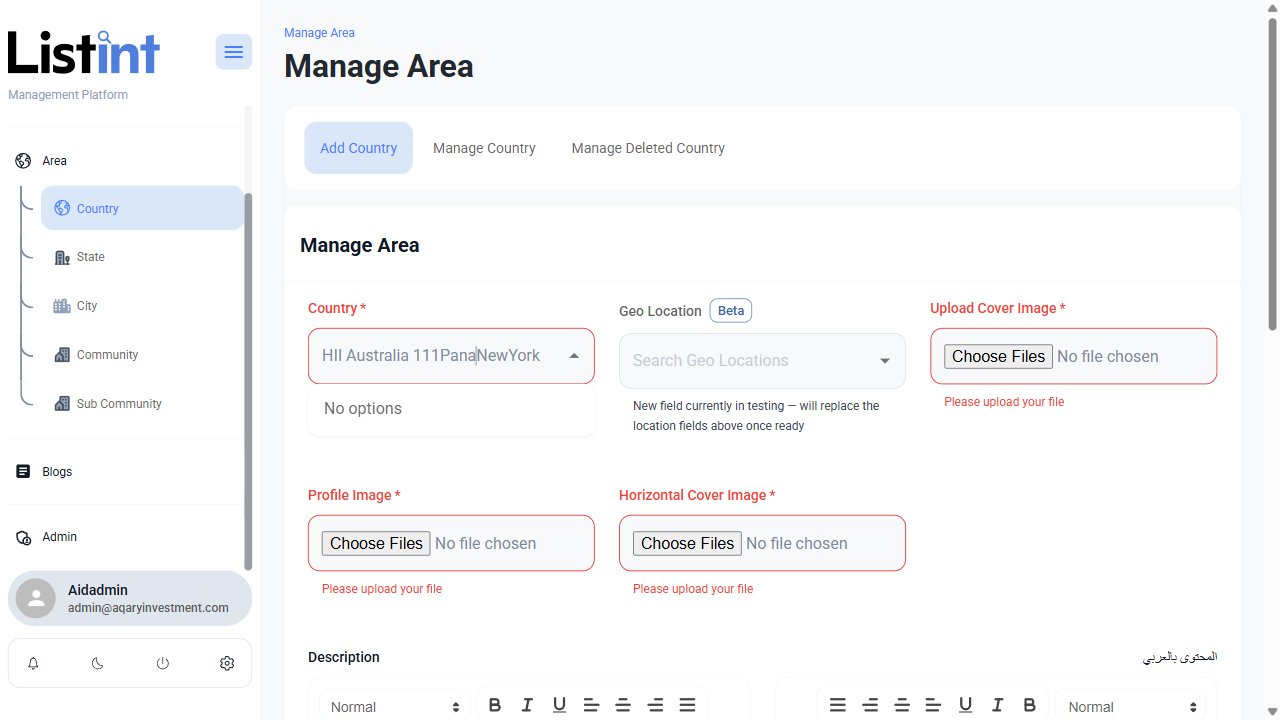 Listint
Management Platform
Area
Country
State
City
Community
Sub Community
Blogs
Admin
Aidadmin
admin@aqaryinvestment.com
Manage Area
Manage Area
Add Country
Manage Country
Manage Deleted Country
Manage Area
Country *
Geo Location
Beta
Upload Cover Image *
HII Australia 111PanaNewYork
Search Geo Locations
Choose Files No file chosen
No options
New field currently in testing — will replace the
location fields above once ready
Please upload your file
Profile Image *
Horizontal Cover Image *
Choose Files No file chosen
Choose Files No file chosen
Please upload your file
Please upload your file
Description
المحتوى بالعربي
Normal
B I U
U I B
Normal